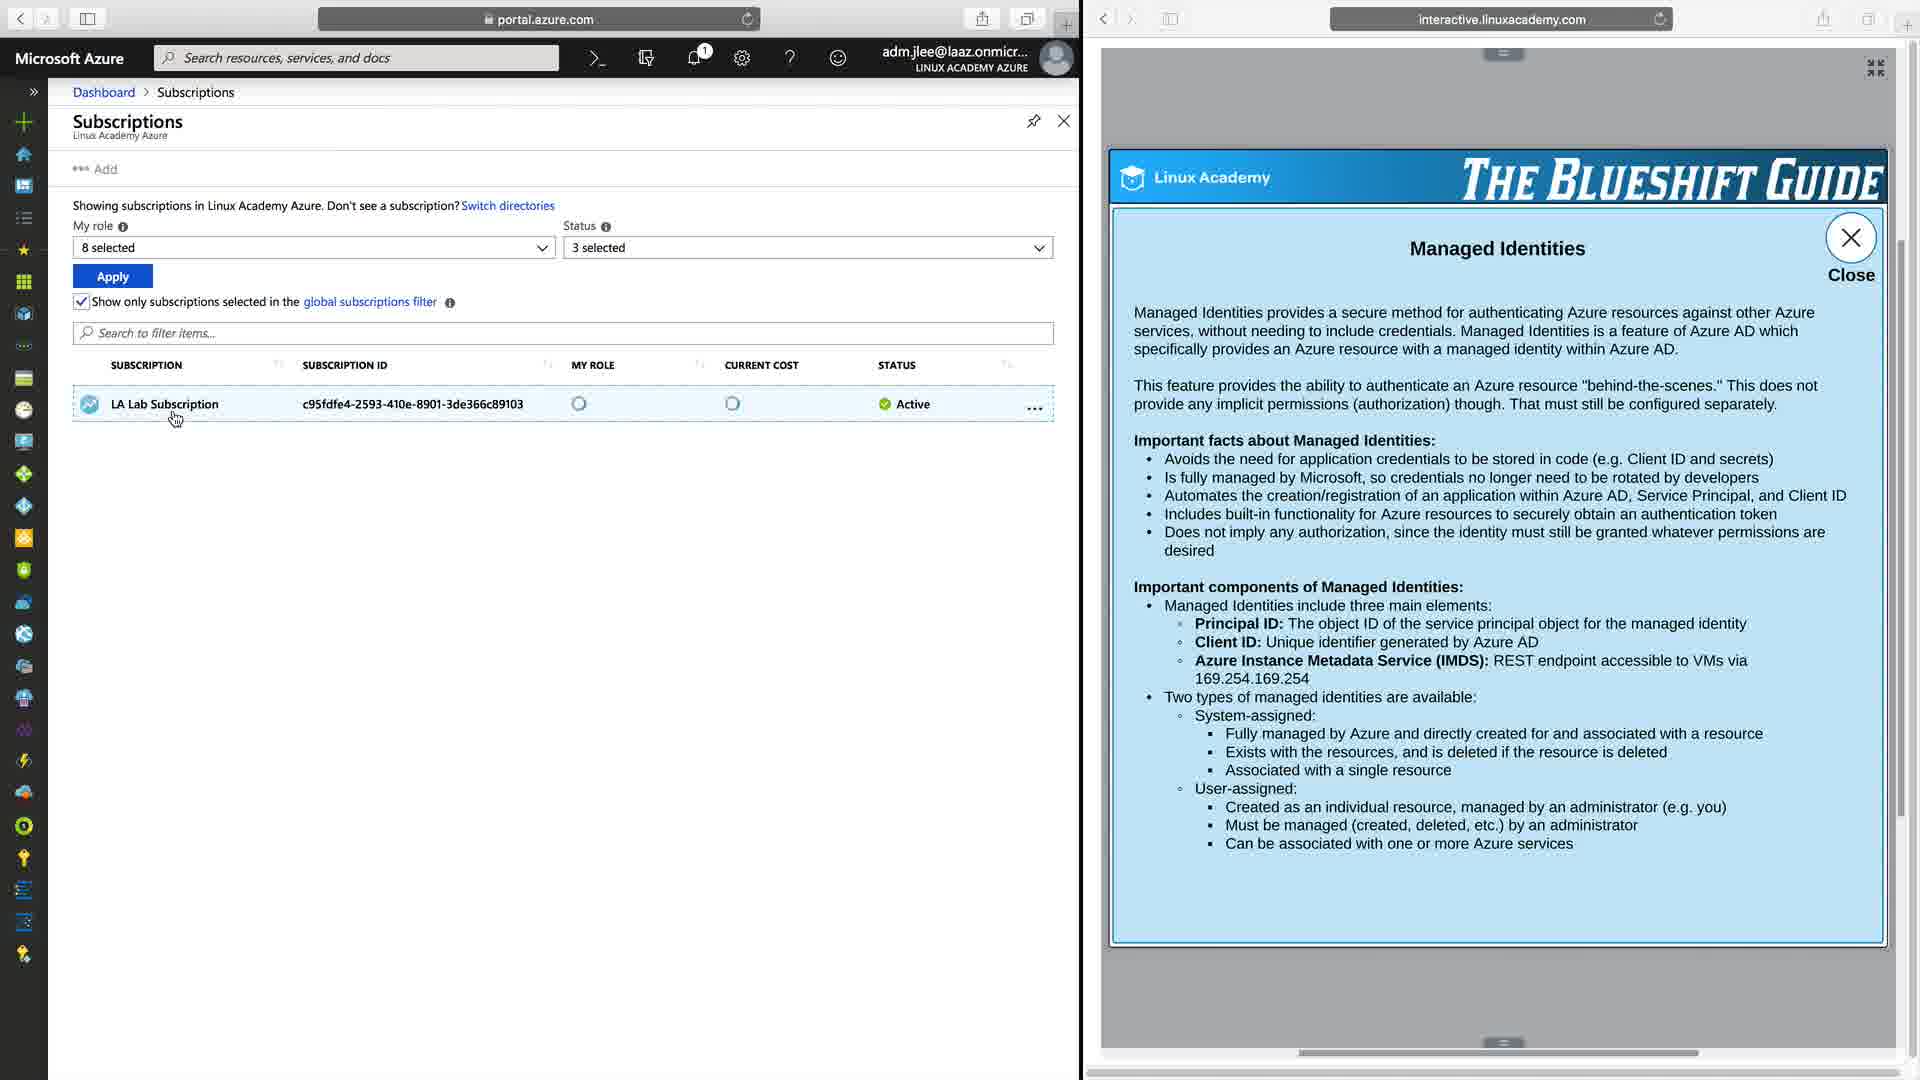 portal.azure.com
Microsoft Azure
Search resources, services, and docs
1
adm.jlee@laaz.onmicr...
LINUX ACADEMY AZURE
Dashboard > Subscriptions
Subscriptions
Linux Academy Azure
Add
Showing subscriptions in Linux Academy Azure. Don't see a subscription? Switch directories
My role
Status
8 selected
3 selected
Apply
Show only subscriptions selected in the global subscriptions filter
Search to filter items...
SUBSCRIPTION SUBSCRIPTION ID MY ROLE CURRENT COST STATUS
LA Lab Subscription c95fdfe4-2593-410e-8901-3de366c89103 Active ...
interactive.linuxacademy.com
Linux Academy
THE BLUESHIFT GUIDE
Managed Identities
Close
Managed Identities provides a secure method for authenticating Azure resources against other Azure
services, without needing to include credentials. Managed Identities is a feature of Azure AD which
specifically provides an Azure resource with a managed identity within Azure AD.
This feature provides the ability to authenticate an Azure resource "behind-the-scenes." This does not
provide any implicit permissions (authorization) though. That must still be configured separately.
Important facts about Managed Identities:
• Avoids the need for application credentials to be stored in code (e.g. Client ID and secrets)
• Is fully managed by Microsoft, so credentials no longer need to be rotated by developers
• Automates the creation/registration of an application within Azure AD, Service Principal, and Client ID
• Includes built-in functionality for Azure resources to securely obtain an authentication token
• Does not imply any authorization, since the identity must still be granted whatever permissions are
desired
Important components of Managed Identities:
• Managed Identities include three main elements:
◦ Principal ID: The object ID of the service principal object for the managed identity
◦ Client ID: Unique identifier generated by Azure AD
◦ Azure Instance Metadata Service (IMDS): REST endpoint accessible to VMs via
169.254.169.254
• Two types of managed identities are available:
◦ System-assigned:
▪ Fully managed by Azure and directly created for and associated with a resource
▪ Exists with the resources, and is deleted if the resource is deleted
▪ Associated with a single resource
◦ User-assigned:
▪ Created as an individual resource, managed by an administrator (e.g. you)
▪ Must be managed (created, deleted, etc.) by an administrator
▪ Can be associated with one or more Azure services